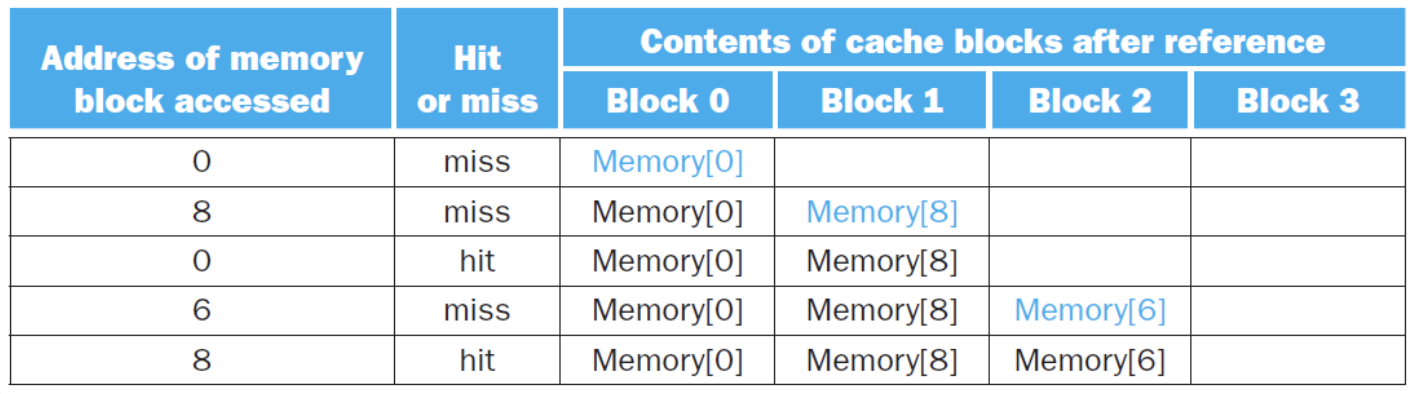 Address of memory block accessed Hit or miss Contents of cache blocks after reference
Block 0 Block 1 Block 2 Block 3
0 miss Memory[0]
8 miss Memory[0] Memory[8]
0 hit Memory[0] Memory[8]
6 miss Memory[0] Memory[8] Memory[6]
8 hit Memory[0] Memory[8] Memory[6]